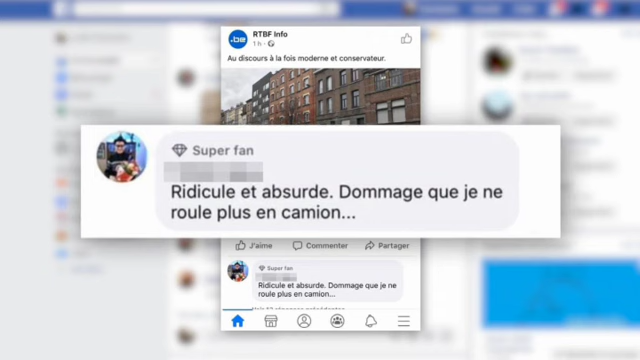 .be
RTBF Info
1 h ·
Au discours à la fois moderne et conservateur.
Super fan
Ridicule et absurde. Dommage que je ne
roule plus en camion...
J'aime
Commenter
Partager
Super fan
Ridicule et absurde. Dommage que je ne
roule plus en camion...